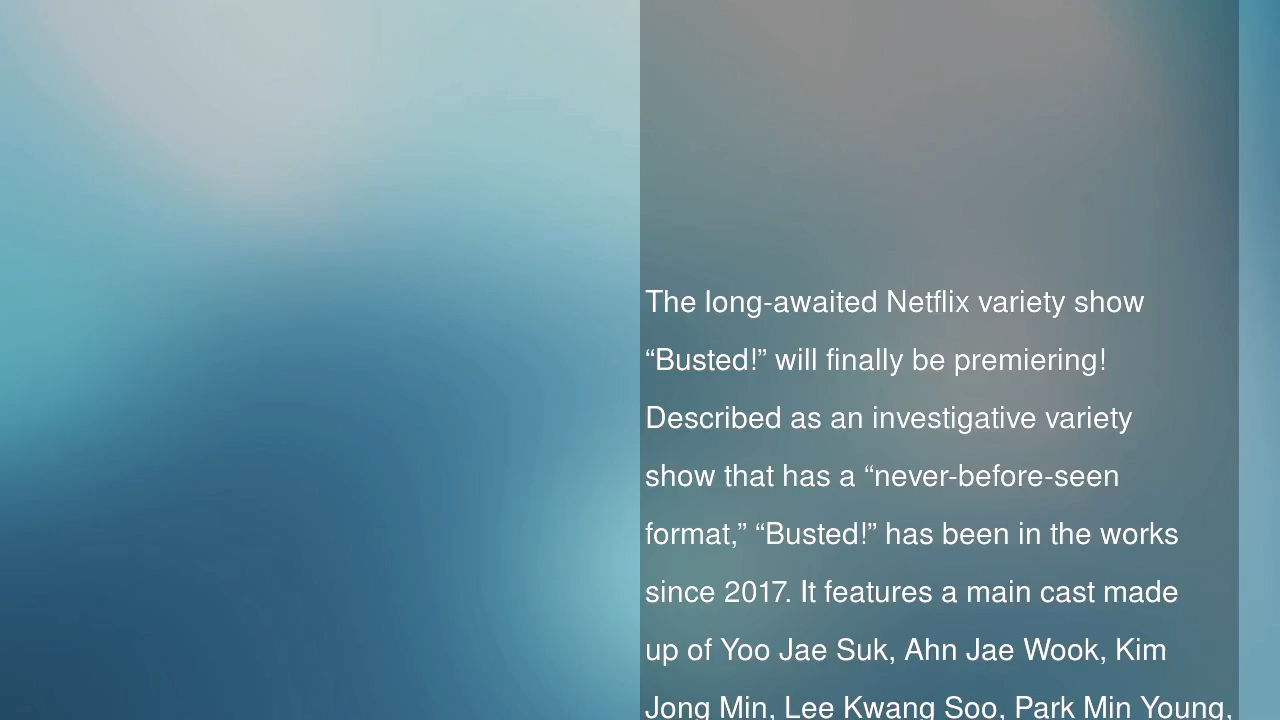 The long-awaited Netflix variety show
“Busted!” will finally be premiering!
Described as an investigative variety
show that has a “never-before-seen
format,” “Busted!” has been in the works
since 2017. It features a main cast made
up of Yoo Jae Suk, Ahn Jae Wook, Kim
Jong Min, Lee Kwang Soo, Park Min Young,